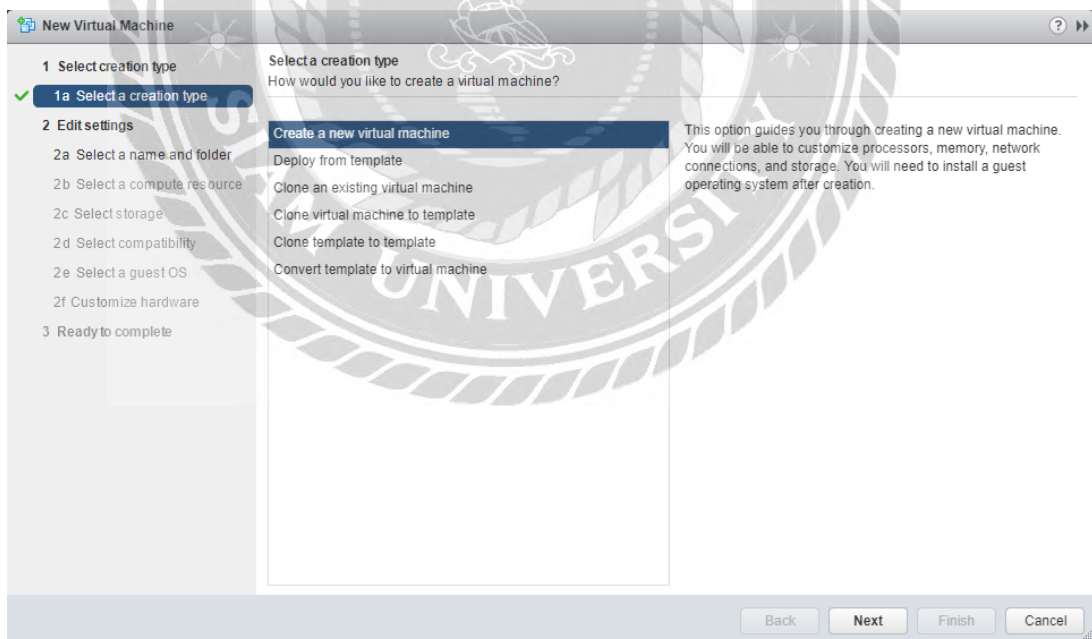 New Virtual Machine
1 Select creation type
1a Select a creation type
2 Edit settings
2a Select a name and folder
2b Select a compute resource
2c Select storage
2d Select compatibility
2e Select a guest OS
2f Customize hardware
3 Ready to complete
Select a creation type
How would you like to create a virtual machine?
Create a new virtual machine
Deploy from template
Clone an existing virtual machine
Clone virtual machine to template
Clone template to template
Convert template to virtual machine
This option guides you through creating a new virtual machine.
You will be able to customize processors, memory, network
connections, and storage. You will need to install a guest
operating system after creation.
SIAM UNIVERSITY
Back
Next
Finish
Cancel